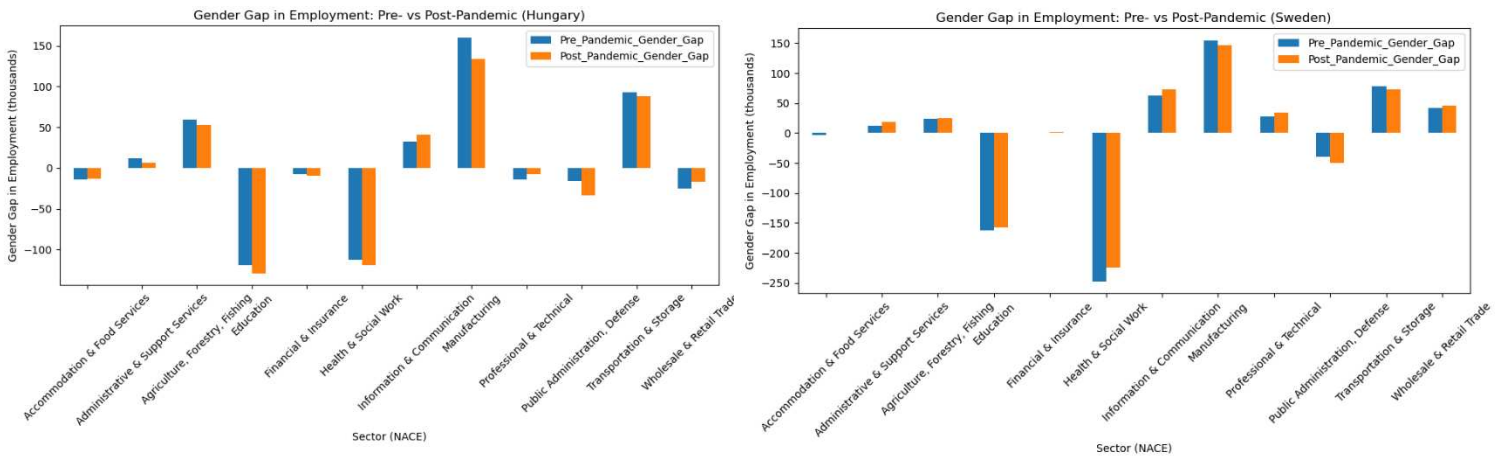 Gender Gap in Employment: Pre- vs Post-Pandemic (Hungary)
Gender Gap in Employment (thousands)
150
100
50
0
−50
−100
Pre_Pandemic_Gender_Gap
Post_Pandemic_Gender_Gap
Accommodation & Food Services
Administrative & Support Services
Agriculture, Forestry, Fishing
Education
Financial & Insurance
Health & Social Work
Information & Communication
Manufacturing
Professional & Technical
Public Administration, Defense
Transportation & Storage
Wholesale & Retail Trade
Sector (NACE)
Gender Gap in Employment: Pre- vs Post-Pandemic (Sweden)
Gender Gap in Employment (thousands)
150
100
50
0
−50
−100
−150
−200
−250
Pre_Pandemic_Gender_Gap
Post_Pandemic_Gender_Gap
Accommodation & Food Services
Administrative & Support Services
Agriculture, Forestry, Fishing
Education
Financial & Insurance
Health & Social Work
Information & Communication
Manufacturing
Professional & Technical
Public Administration, Defense
Transportation & Storage
Wholesale & Retail Trade
Sector (NACE)